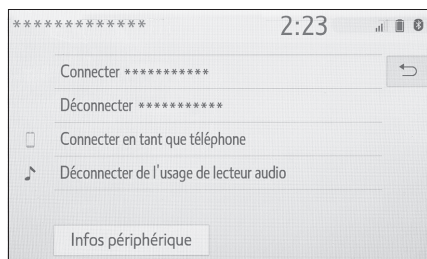 ************* 2:23
Connecter ***********
Déconnecter ***********
Connecter en tant que téléphone
Déconnecter de l'usage de lecteur audio
Infos périphérique